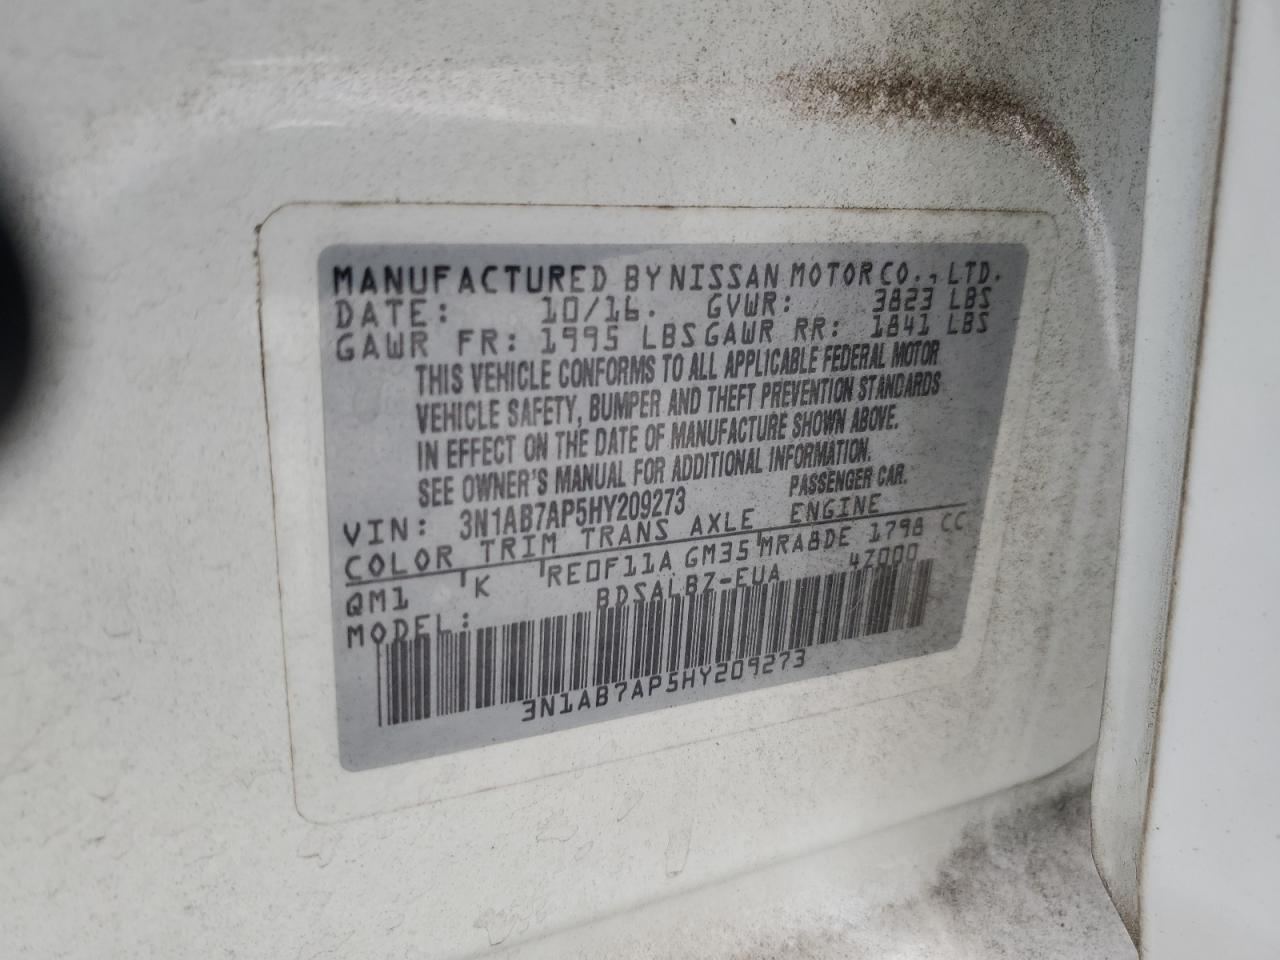 MANUFACTURED BY NISSAN MOTOR CO., LTD.
DATE: 10/16. GVWR: 3823 LBS
GAWR FR: 1995 LBS GAWR RR: 1841 LBS
THIS VEHICLE CONFORMS TO ALL APPLICABLE FEDERAL MOTOR
VEHICLE SAFETY, BUMPER AND THEFT PREVENTION STANDARDS
IN EFFECT ON THE DATE OF MANUFACTURE SHOWN ABOVE.
SEE OWNER'S MANUAL FOR ADDITIONAL INFORMATION.
VIN: 3N1AB7AP5HY209273 PASSENGER CAR.
COLOR TRIM TRANS AXLE ENGINE
QM1 K RE0F11A GM35 MRA8DE 1798 CC
MODEL: BDSALBZ-EUA 4Z000
3N1AB7AP5HY209273